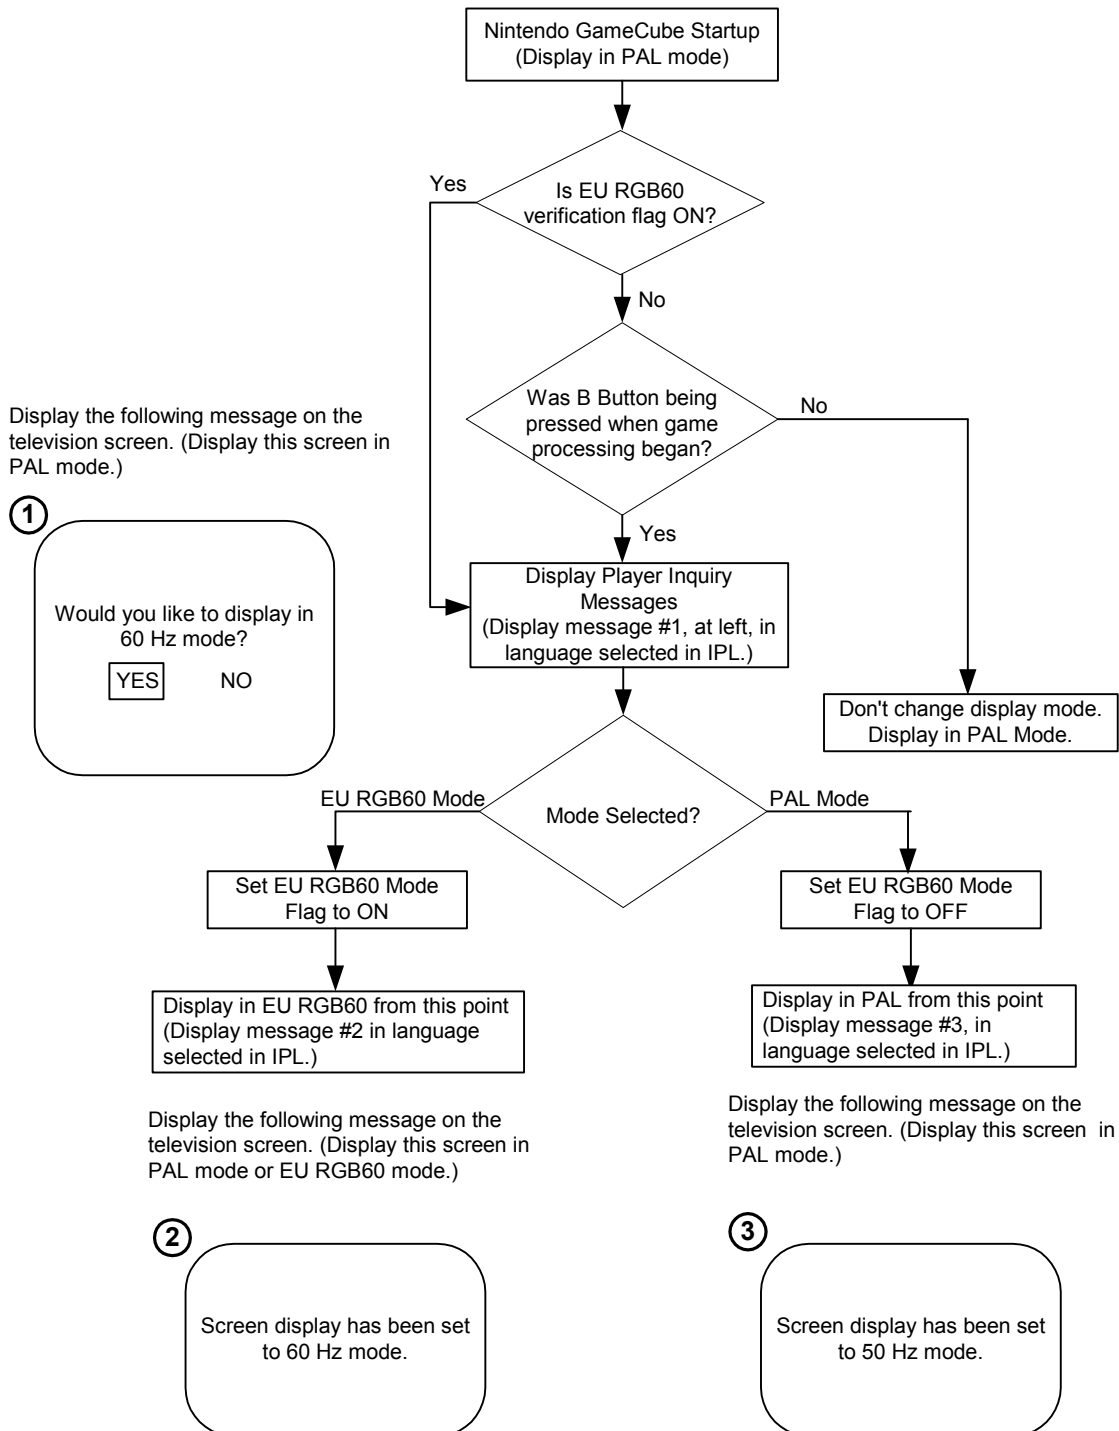 Nintendo GameCube Startup
(Display in PAL mode)
Yes
Is EU RGB60
verification flag ON?
No
Was B Button being
pressed when game
processing began?
No
Display the following message on the
television screen. (Display this screen in
PAL mode.)
1
Would you like to display in
60 Hz mode?
YES NO
Yes
Display Player Inquiry
Messages
(Display message #1, at left, in
language selected in IPL.)
Don't change display mode.
Display in PAL Mode.
EU RGB60 Mode
Mode Selected?
PAL Mode
Set EU RGB60 Mode
Flag to ON
Set EU RGB60 Mode
Flag to OFF
Display in EU RGB60 from this point
(Display message #2 in language
selected in IPL.)
Display in PAL from this point
(Display message #3, in
language selected in IPL.)
Display the following message on the
television screen. (Display this screen in
PAL mode or EU RGB60 mode.)
Display the following message on the
television screen. (Display this screen in
PAL mode.)
2
Screen display has been set
to 60 Hz mode.
3
Screen display has been set
to 50 Hz mode.